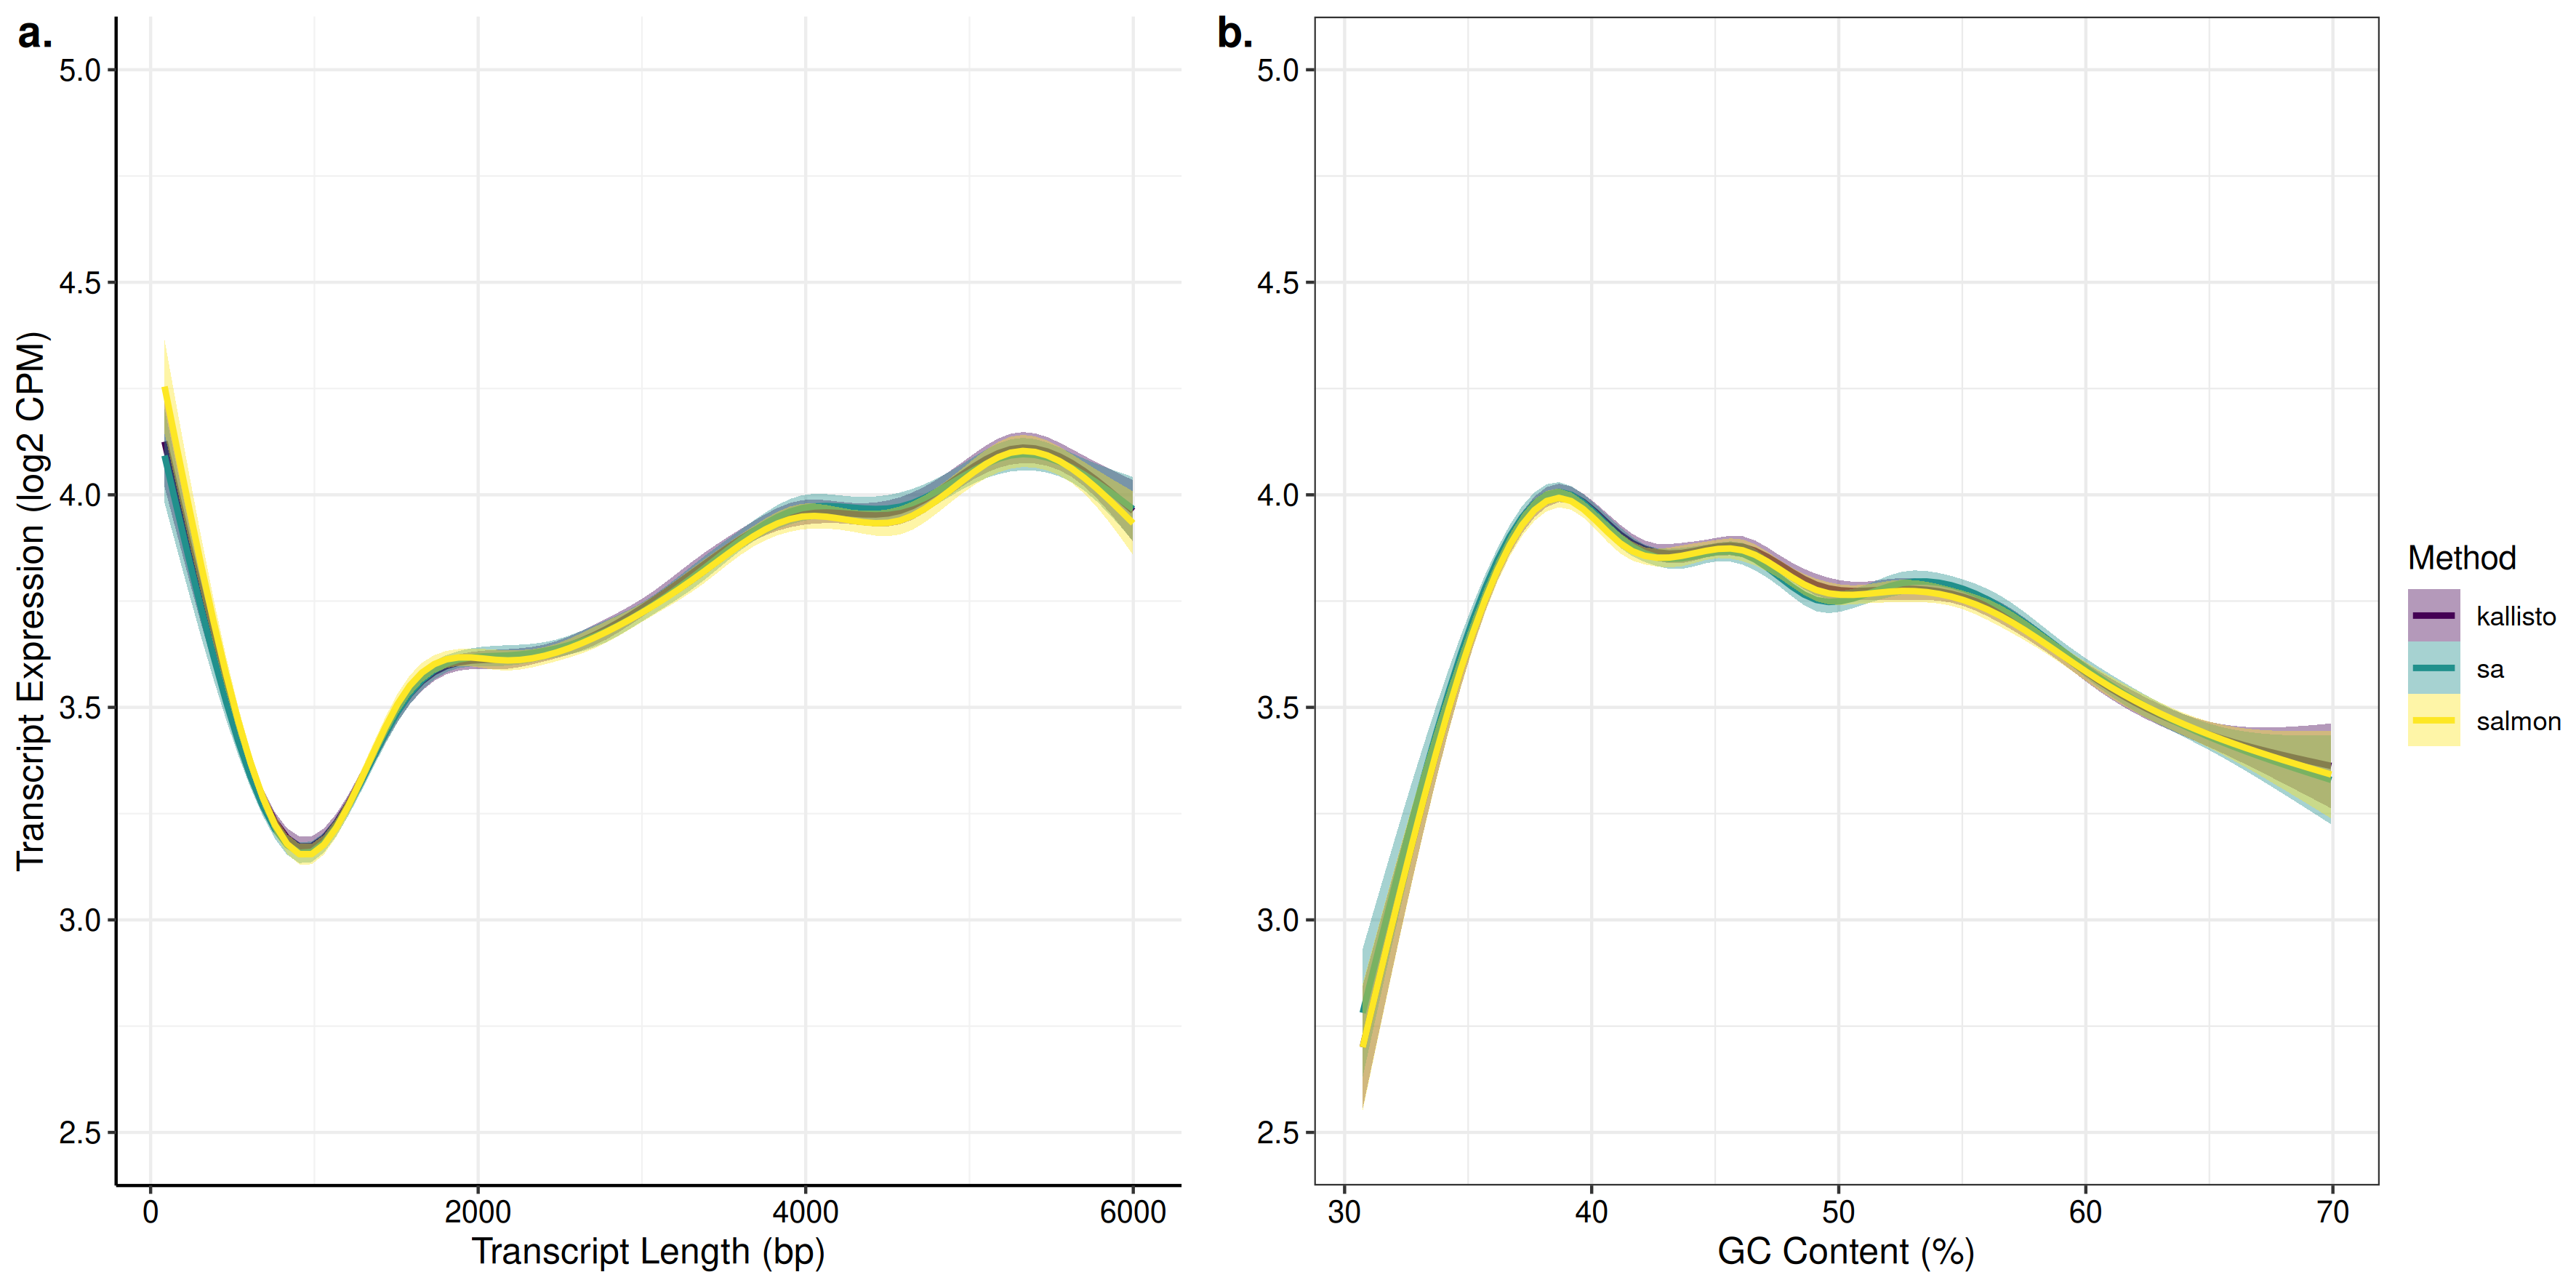 a.
Transcript Expression (log2 CPM)
5.0
4.5
4.0
3.5
3.0
2.5
0 2000 4000 6000
Transcript Length (bp)
b.
5.0
4.5
4.0
3.5
3.0
2.5
30 40 50 60 70
GC Content (%)
Method
kallisto
sa
salmon